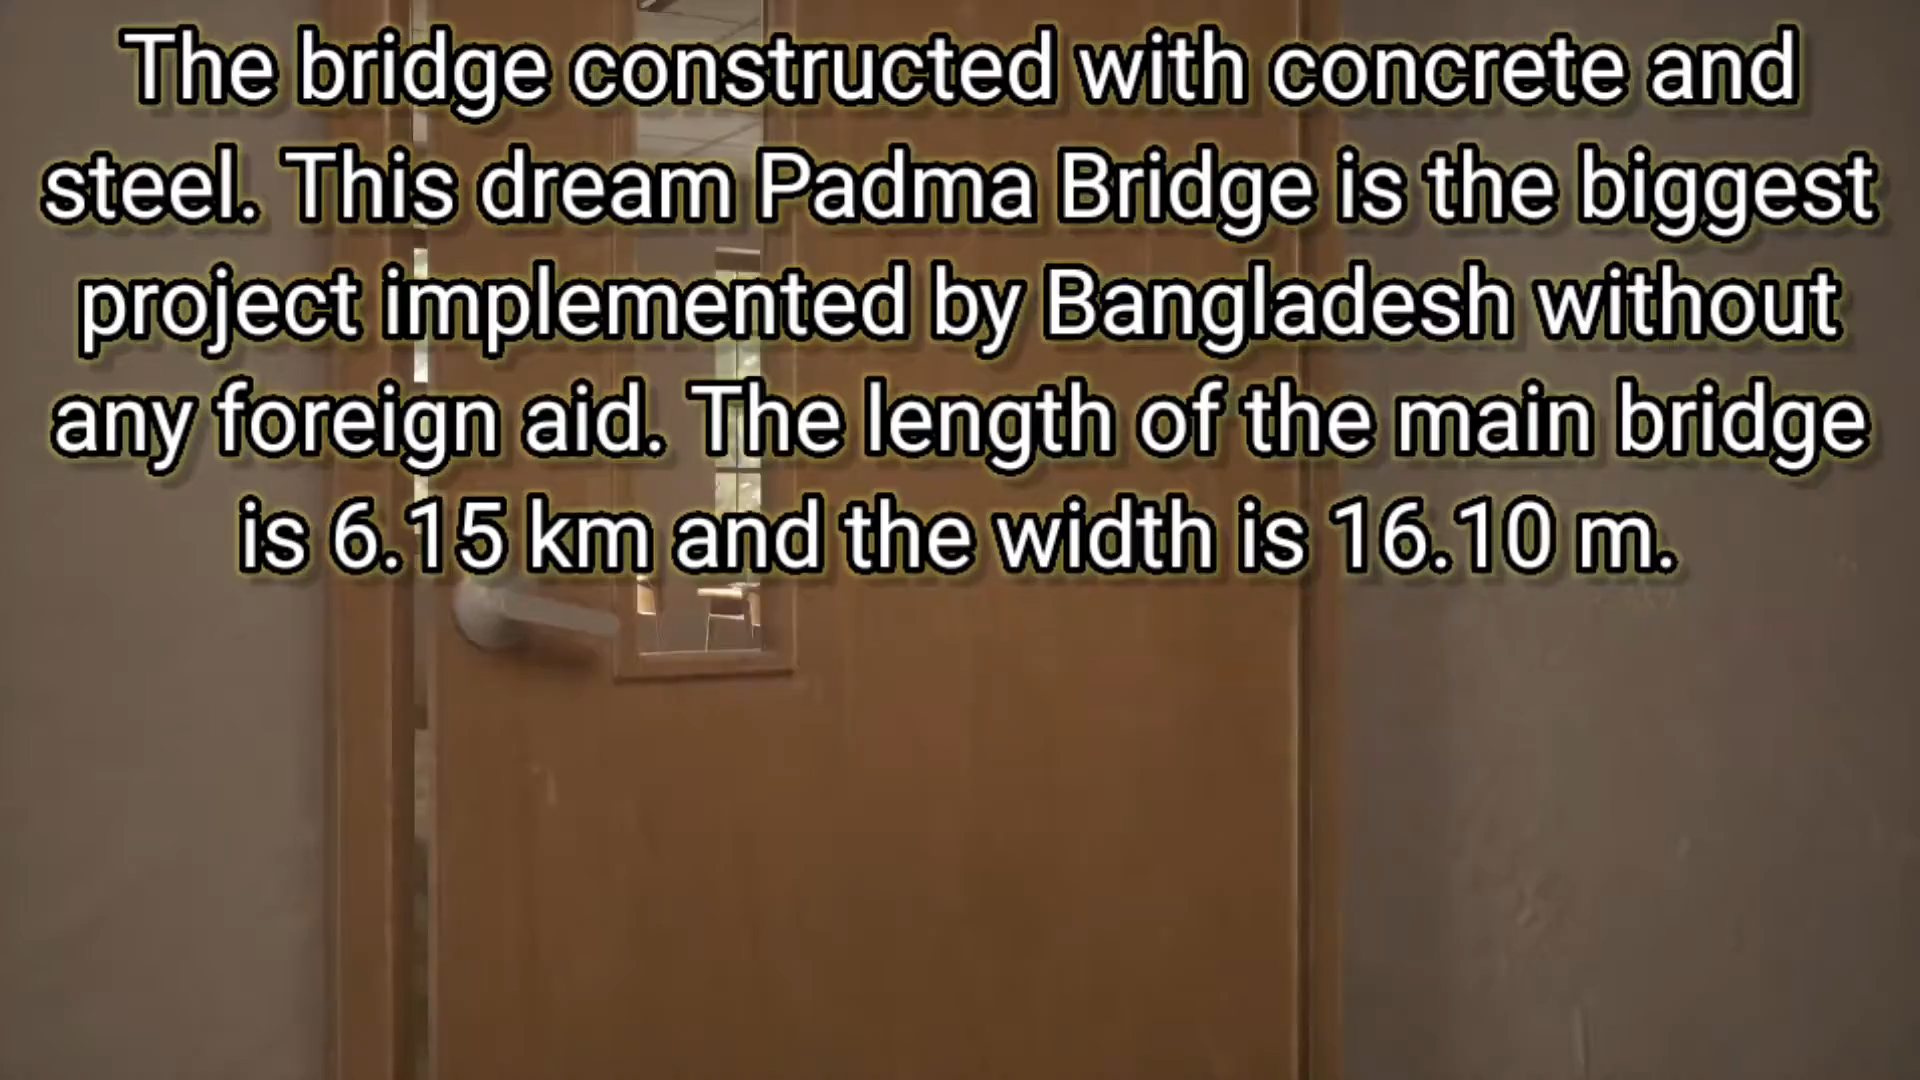 The bridge constructed with concrete and
steel. This dream Padma Bridge is the biggest
project implemented by Bangladesh without
any foreign aid. The length of the main bridge
is 6.15 km and the width is 16.10 m.